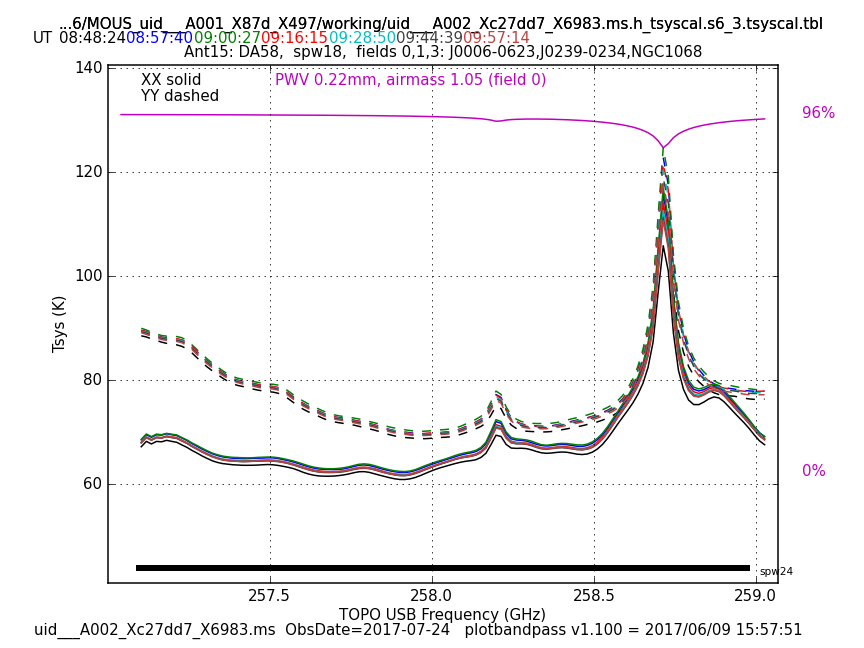 ...6/MOUS_uid___A001_X87d_X497/working/uid___A002_Xc27dd7_X6983.ms.h_tsyscal.s6_3.tsyscal.tbl
UT 08:48:24 08:57:40 09:00:27 09:16:15 09:28:50 09:44:39 09:57:14
Ant15: DA58, spw18, fields 0,1,3: J0006-0623,J0239-0234,NGC1068
140
XX solid PWV 0.22mm, airmass 1.05 (field 0)
YY dashed
96%
120
100
Tsys (K)
80
0%
60
spw24
257.5 258.0 258.5 259.0
TOPO USB Frequency (GHz)
uid___A002_Xc27dd7_X6983.ms ObsDate=2017-07-24 plotbandpass v1.100 = 2017/06/09 15:57:51